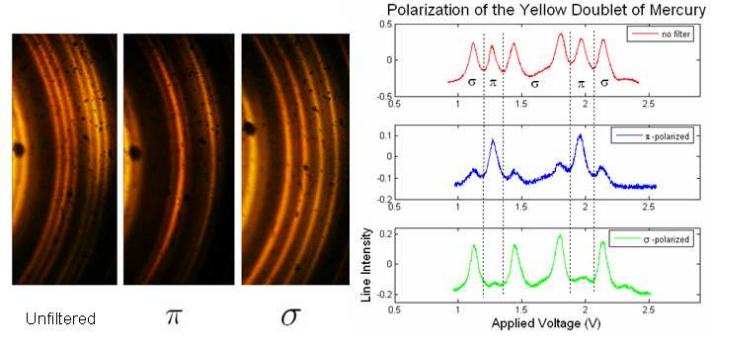 Polarization of the Yellow Doublet of Mercury
no filter
0.5
0
-0.5
σ π σ π σ
0.5 1 1.5 2 2.5
π -polarized
0.1
0
-0.1
-0.2
0.5 1 1.5 2 2.5
σ -polarized
0.2
0
-0.2
0.5 1 1.5 2 2.5
Line Intensity
Applied Voltage (V)
Unfiltered π σ